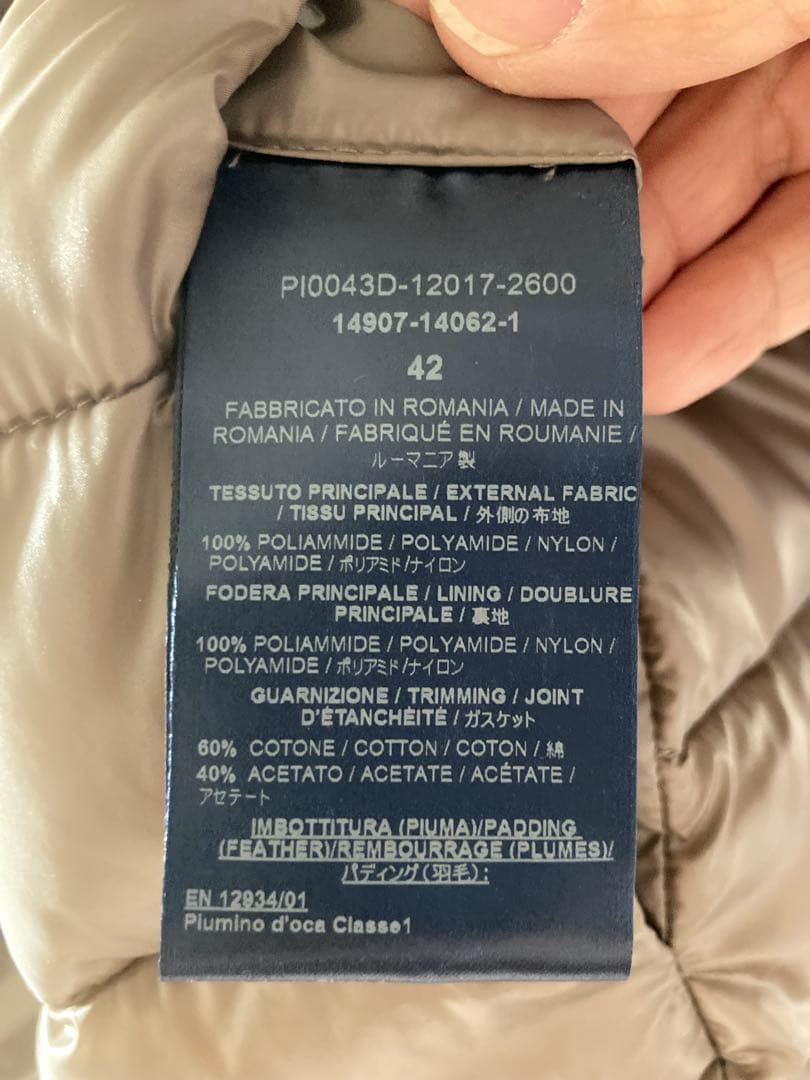 PI0043D-12017-2600
14907-14062-1
42
FABBRICATO IN ROMANIA / MADE IN
ROMANIA / FABRIQUÉ EN ROUMANIE /
ルーマニア製
TESSUTO PRINCIPALE / EXTERNAL FABRIC
/ TISSU PRINCIPAL / 外側の布地
100% POLIAMMIDE / POLYAMIDE / NYLON /
POLYAMIDE / ポリアミド/ナイロン
FODERA PRINCIPALE / LINING / DOUBLURE
PRINCIPALE / 裏地
100% POLIAMMIDE / POLYAMIDE / NYLON /
POLYAMIDE / ポリアミド/ナイロン
GUARNIZIONE / TRIMMING / JOINT
D'ÉTANCHÉITÉ / ガスケット
60% COTONE / COTTON / COTON / 綿
40% ACETATO / ACETATE / ACÉTATE /
アセテート
IMBOTTITURA (PIUMA)/PADDING
(FEATHER)/REMBOURRAGE (PLUMES)/
パディング(羽毛):
EN 12934/01
Piumino d'oca Classe1